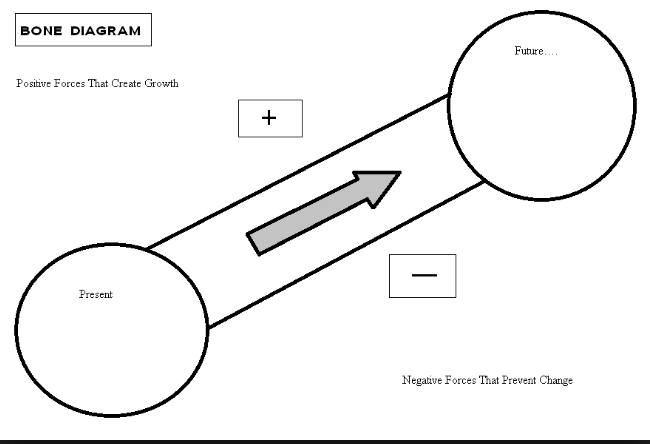 BONE DIAGRAM
Future....
Positive Forces That Create Growth
+
—
Present
Negative Forces That Prevent Change